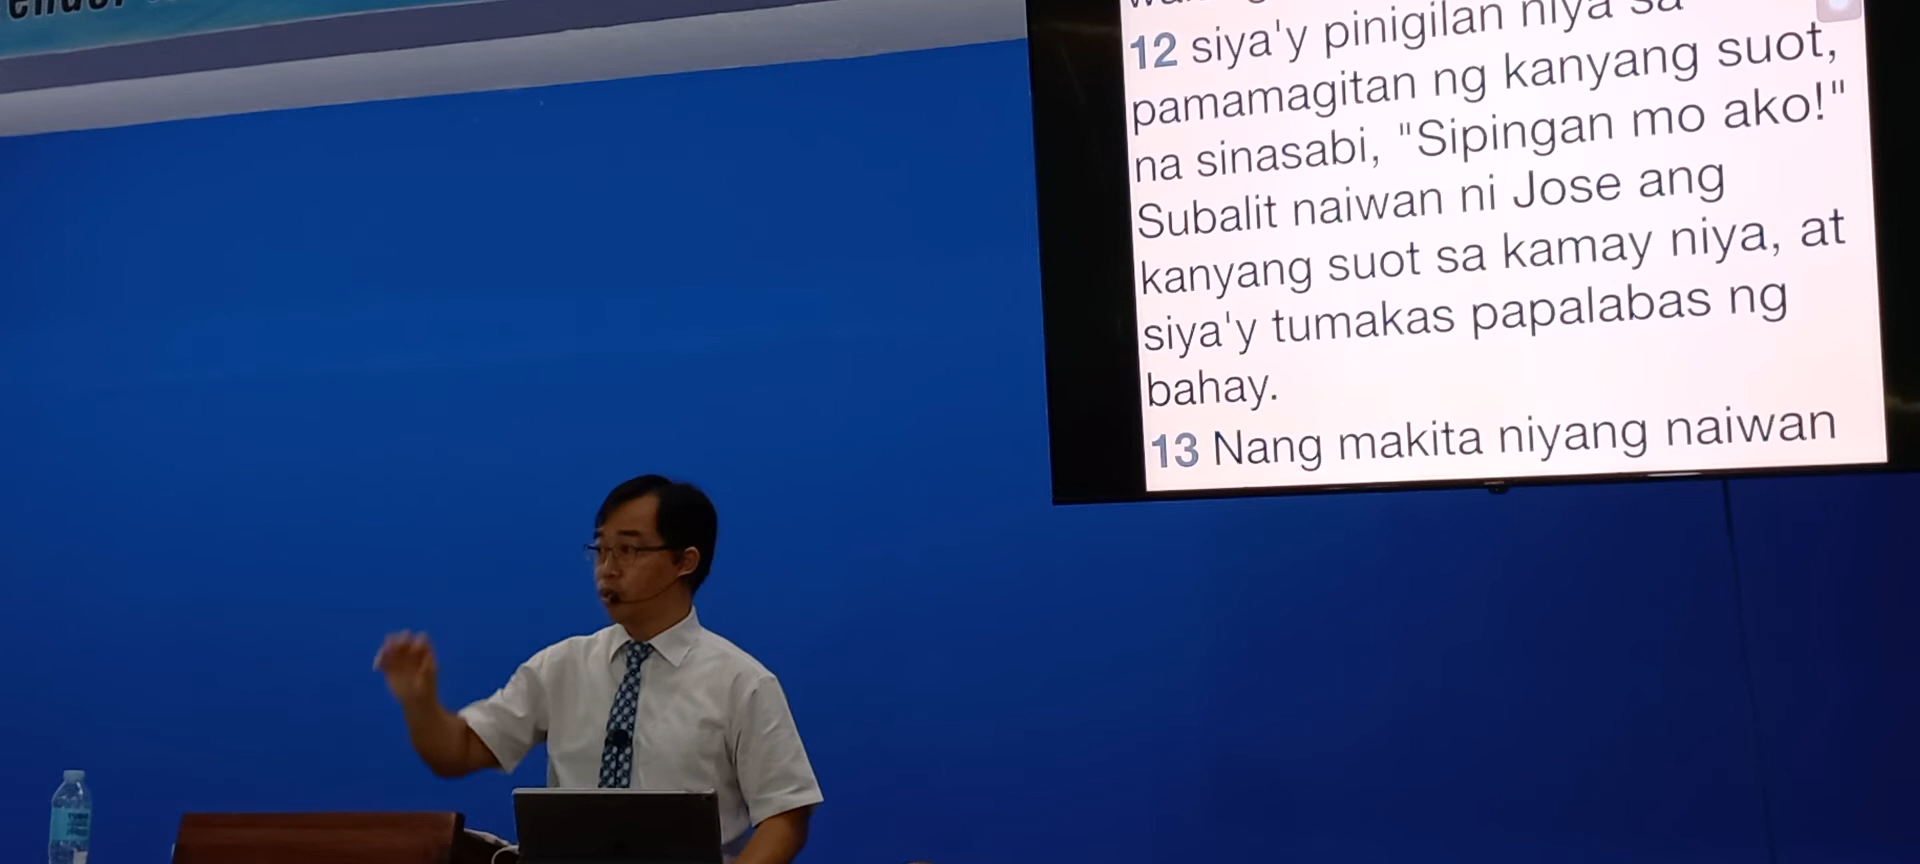 12 siya'y pinigilan niya sa
pamamagitan ng kanyang suot,
na sinasabi, "Sipingan mo ako!"
Subalit naiwan ni Jose ang
kanyang suot sa kamay niya, at
siya'y tumakas papalabas ng
bahay.
13 Nang makita niyang naiwan